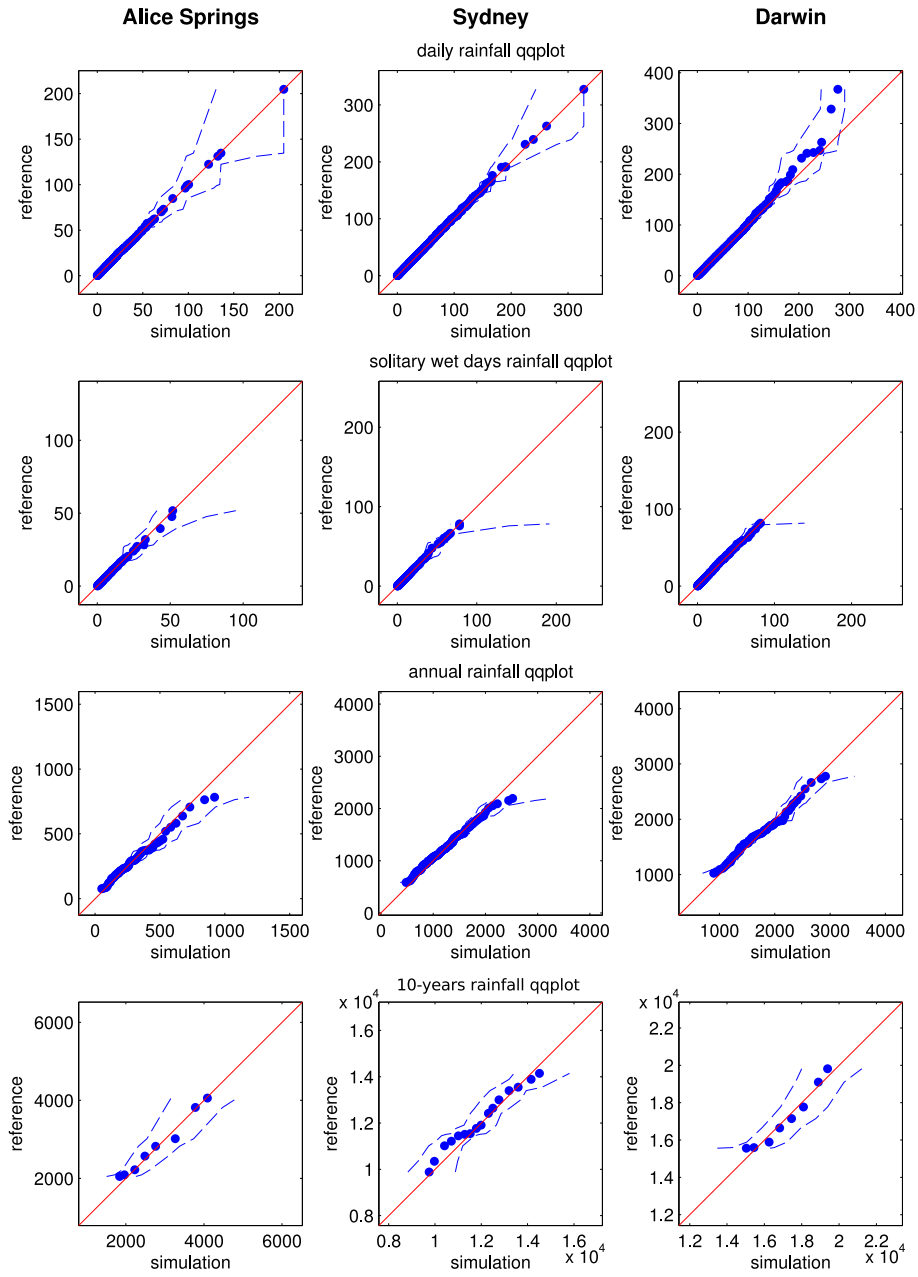 Alice Springs Sydney Darwin
daily rainfall qqplot
reference
200
150
100
50
0
0 50 100 150 200
simulation
reference
300
200
100
0
0 100 200 300
simulation
reference
400
300
200
100
0
0 100 200 300 400
simulation
solitary wet days rainfall qqplot
reference
100
50
0
0 50 100
simulation
reference
200
100
0
0 100 200
simulation
reference
200
100
0
0 100 200
simulation
annual rainfall qqplot
reference
1500
1000
500
0
0 500 1000 1500
simulation
reference
4000
3000
2000
1000
0
0 1000 2000 3000 4000
simulation
reference
4000
3000
2000
1000
1000 2000 3000 4000
simulation
10-years rainfall qqplot
reference
6000
4000
2000
2000 4000 6000
simulation
x 10^4
reference
1.6
1.4
1.2
1
0.8
0.8 1 1.2 1.4 1.6
simulation x 10^4
x 10^4
reference
2.2
2
1.8
1.6
1.4
1.2
1.2 1.4 1.6 1.8 2 2.2
simulation x 10^4